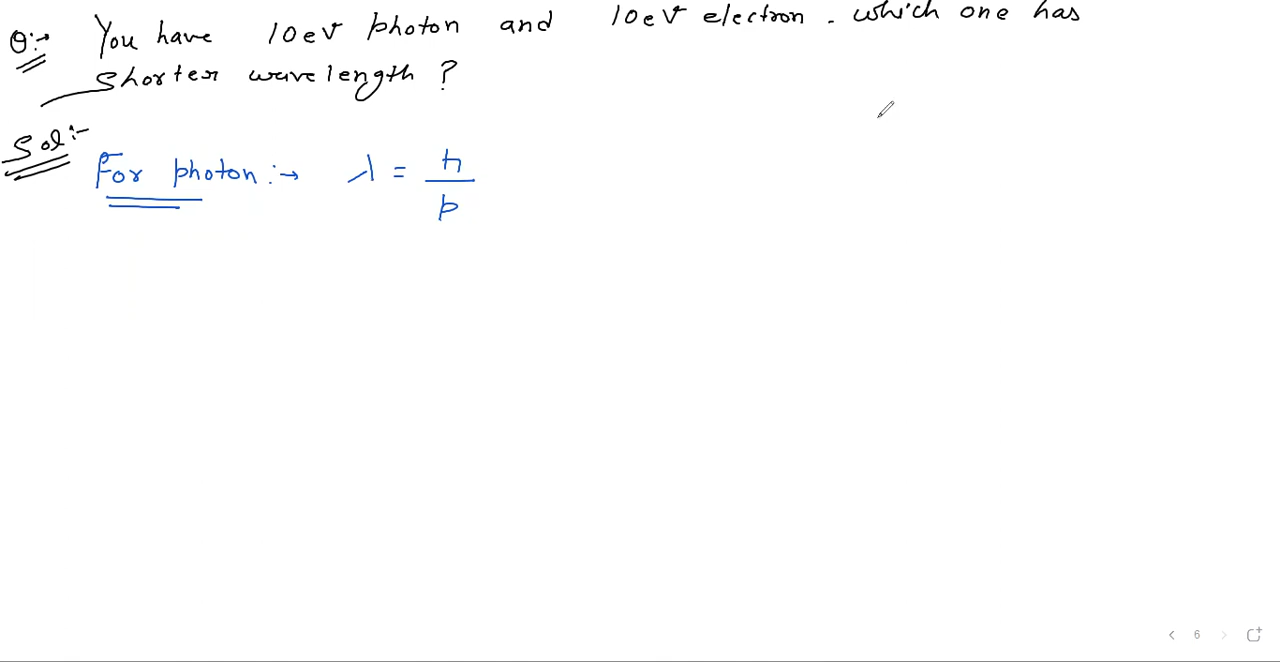 Q:→ You have 10eV photon and 10eV electron. which one has
shorter wavelength ?
Sol:-
For photon:→ λ = h/p
6